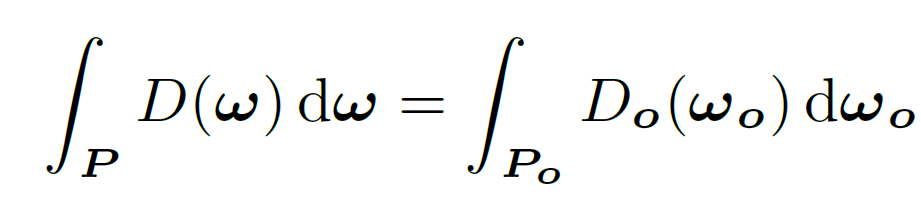 ∫_𝑷 D(𝝎) d𝝎 = ∫_{𝑷_𝒐} D_𝒐(𝝎_𝒐) d𝝎_𝒐